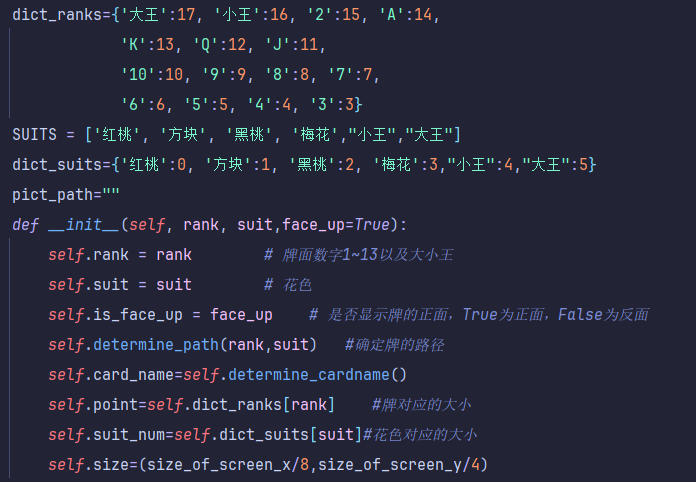 dict_ranks={'大王':17, '小王':16, '2':15, 'A':14,
'K':13, 'Q':12, 'J':11,
'10':10, '9':9, '8':8, '7':7,
'6':6, '5':5, '4':4, '3':3}
SUITS = ['红桃', '方块', '黑桃', '梅花',"小王","大王"]
dict_suits={'红桃':0, '方块':1, '黑桃':2, '梅花':3,"小王":4,"大王":5}
pict_path=""
def __init__(self, rank, suit,face_up=True):
self.rank = rank # 牌面数字1~13以及大小王
self.suit = suit # 花色
self.is_face_up = face_up # 是否显示牌的正面，True为正面，False为反面
self.determine_path(rank,suit) #确定牌的路径
self.card_name=self.determine_cardname()
self.point=self.dict_ranks[rank] #牌对应的大小
self.suit_num=self.dict_suits[suit]#花色对应的大小
self.size=(size_of_screen_x/8,size_of_screen_y/4)